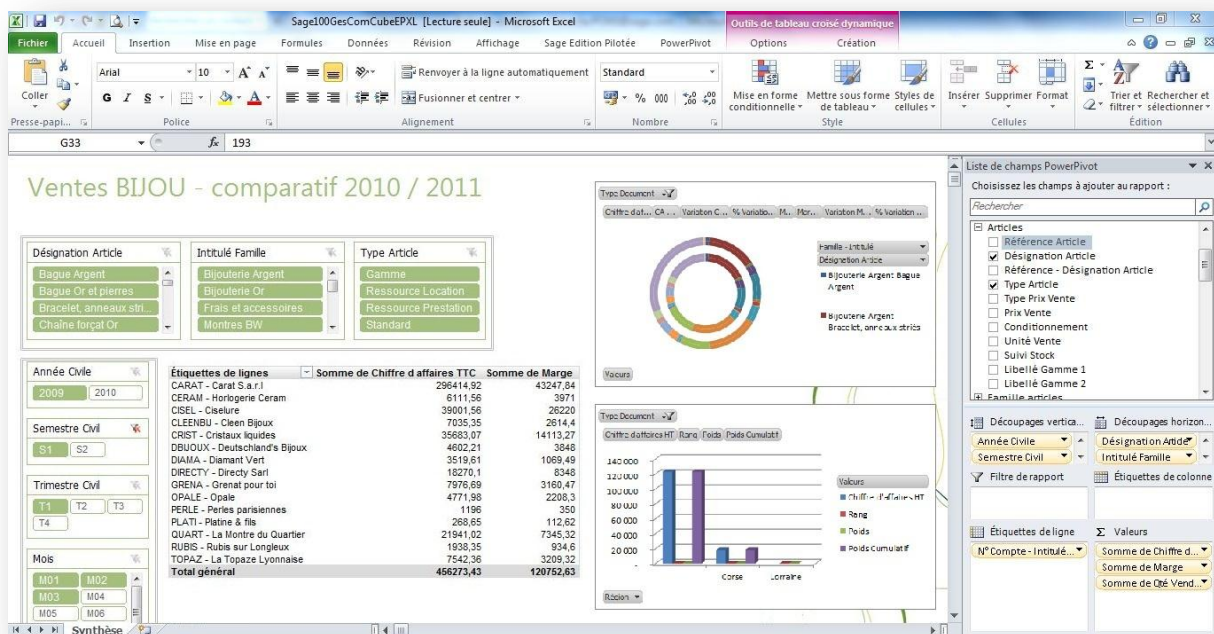 Sage100GesComCubeEPXL [Lecture seule] - Microsoft Excel
Outils de tableau croisé dynamique
Fichier Accueil Insertion Mise en page Formules Données Révision Affichage Sage Edition Pilotée PowerPivot Options Création
Coller
Arial 10
Renvoyer à la ligne automatiquement
Standard
G I S
Fusionner et centrer
% 000
Mise en forme conditionnelle
Mettre sous forme de tableau
Styles de cellules
Insérer Supprimer Format
Trier et filtrer
Rechercher et sélectionner
Presse-papi... Police Alignement Nombre Style Cellules Édition
G33 fx 193
Ventes BIJOU - comparatif 2010 / 2011
Désignation Article
Bague Argent
Bague Or et pierres
Bracelet, anneaux stri...
Chaîne forçat Or
Intitulé Famille
Bijouterie Argent
Bijouterie Or
Frais et accessoires
Montres BW
Type Article
Gamme
Ressource Location
Ressource Prestation
Standard
Année Civile
2009 2010
Semestre Civil
S1 S2
Trimestre Civil
T1 T2 T3
T4
Mois
M01 M02
M03 M04
M05 M06
Étiquettes de lignes Somme de Chiffre d affaires TTC Somme de Marge
CARAT - Carat S.a.r.l 296414,92 43247,84
CERAM - Horlogerie Ceram 6111,56 3971
CISEL - Ciselure 39001,56 26220
CLEENBU - Cleen Bijoux 7035,35 2614,4
CRIST - Cristaux liquides 35683,07 14113,27
DBIJOUX - Deutschland's Bijoux 4602,21 3848
DIAMA - Diamant Vert 3519,61 1069,49
DIRECTY - Directy Sarl 18270,1 8348
GRENA - Grenat pour toi 7976,69 3160,47
OPALE - Opale 4771,98 2208,3
PERLE - Perles parisiennes 1196 350
PLATI - Platine & fils 268,65 112,62
QUART - La Montre du Quartier 21941,02 7345,32
RUBIS - Rubis sur Longleux 1938,35 934,6
TOPAZ - La Topaze Lyonnaise 7542,36 3209,32
Total général 456273,43 120752,63
Type Document
Chiffre d'af... CA ... Variation C... % Variatio... M... Mar... Variation M... % Variation ...
Famille - Intitulé
Désignation Article
Bijouterie Argent Bague Argent
Bijouterie Argent Bracelet, anneaux striés
Valeurs
Type Document
Chiffre d'affaires HT Rang Poids Poids Cumulatif
140 000
120 000
100 000
80 000
60 000
40 000
20 000
-
Corse Lorraine
Valeurs
Chiffre d'affaires HT
Rang
Poids
Poids Cumulatif
Région
Liste de champs PowerPivot
Choisissez les champs à ajouter au rapport :
Rechercher
Articles
Référence Article
Désignation Article
Référence - Désignation Article
Type Article
Type Prix Vente
Prix Vente
Conditionnement
Unité Vente
Suivi Stock
Libellé Gamme 1
Libellé Gamme 2
Famille articles
Découpages vertica... Découpages horizon...
Année Civile Désignation Article
Semestre Civil Intitulé Famille
Filtre de rapport Étiquettes de colonne
Étiquettes de ligne Σ Valeurs
N° Compte - Intitulé... Somme de Chiffre d...
Somme de Marge
Somme de Qté Vend...
Synthèse